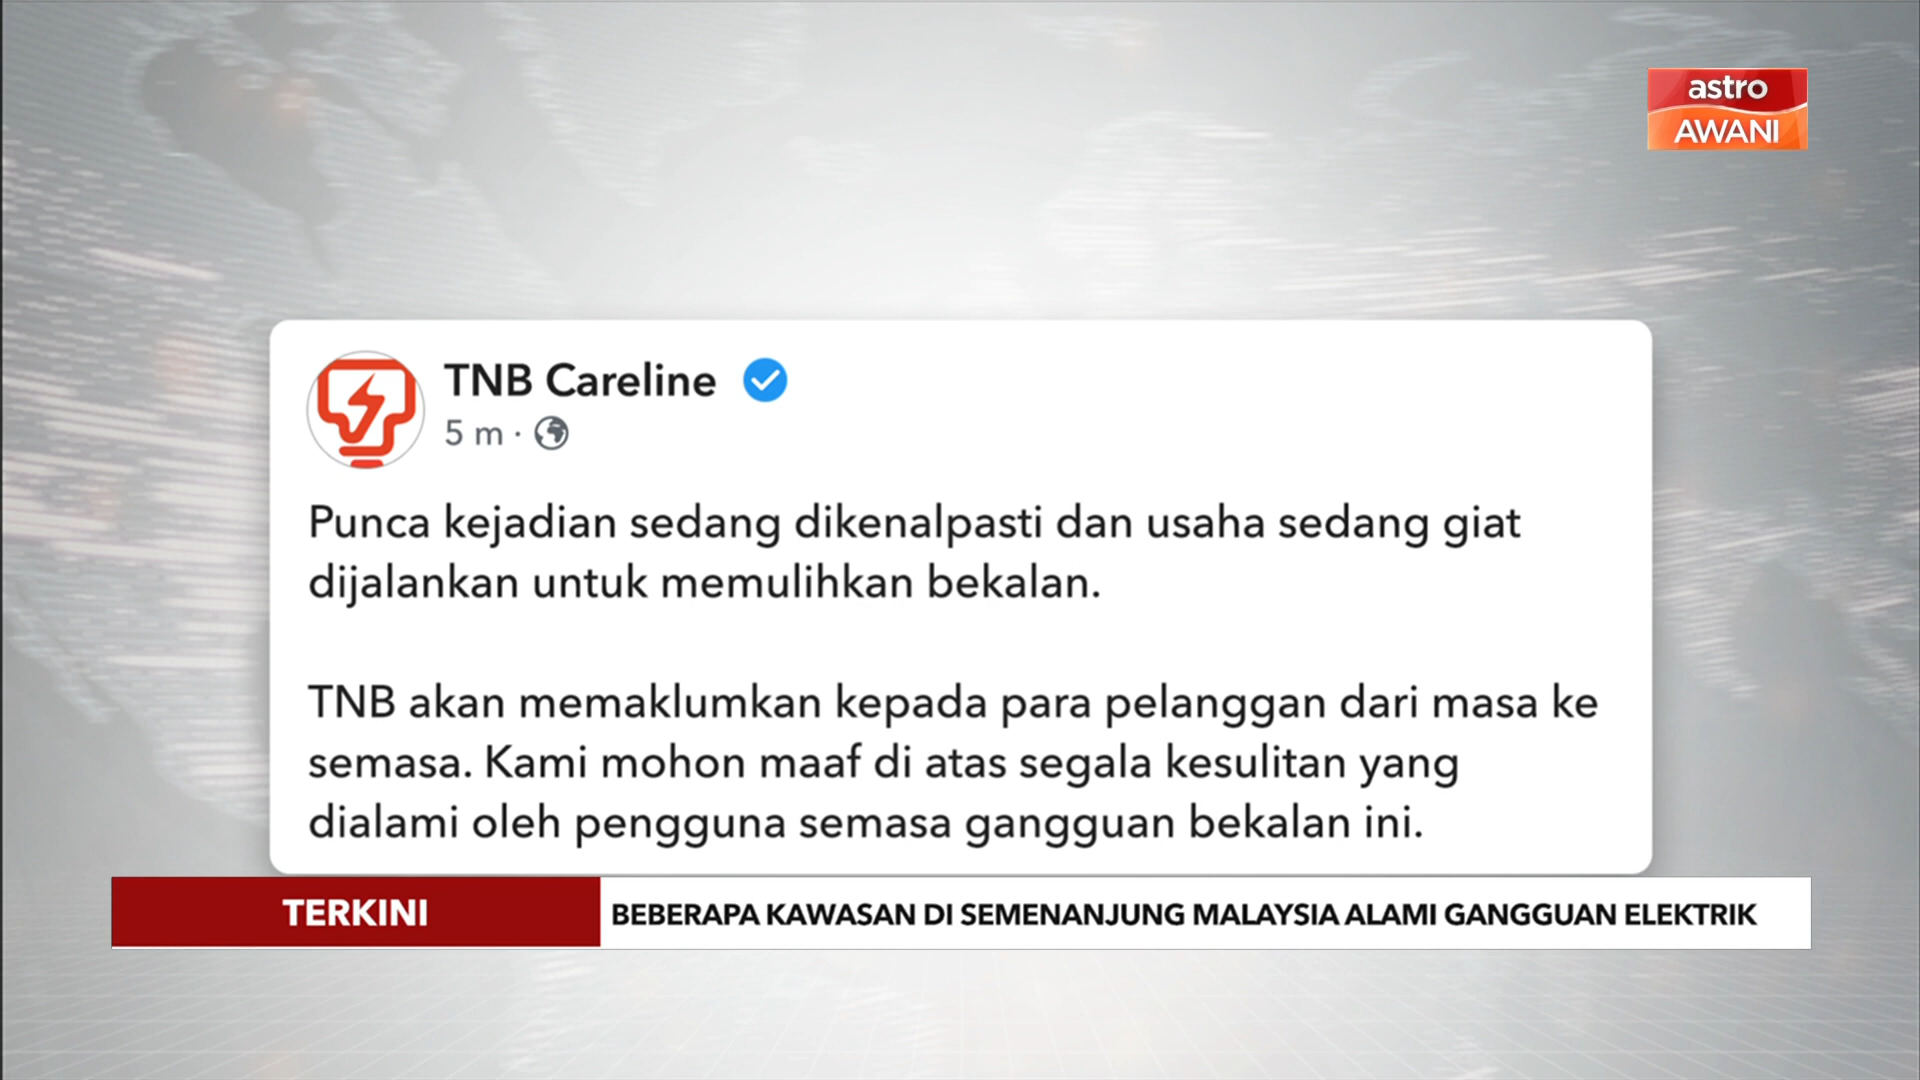 astro
AWANI
TNB Careline
5 m ·
Punca kejadian sedang dikenalpasti dan usaha sedang giat
dijalankan untuk memulihkan bekalan.
TNB akan memaklumkan kepada para pelanggan dari masa ke
semasa. Kami mohon maaf di atas segala kesulitan yang
dialami oleh pengguna semasa gangguan bekalan ini.
TERKINI
BEBERAPA KAWASAN DI SEMENANJUNG MALAYSIA ALAMI GANGGUAN ELEKTRIK